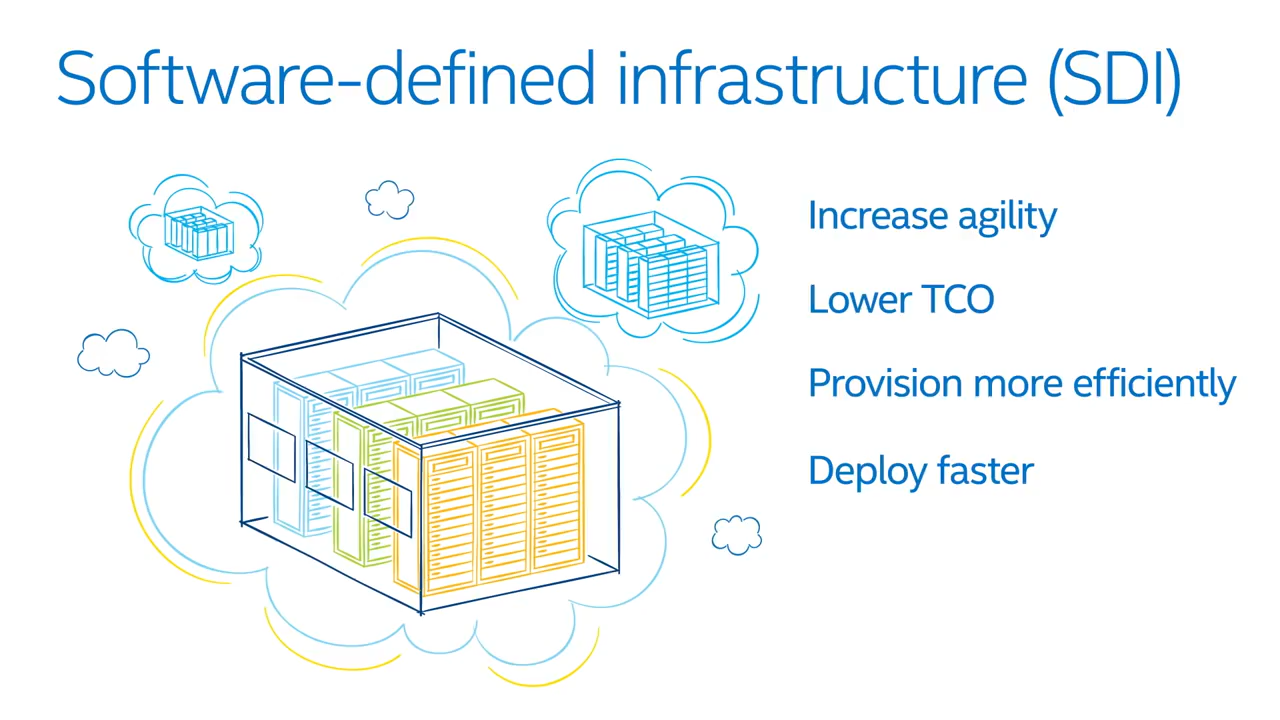 Software-defined infrastructure (SDI)
Increase agility
Lower TCO
Provision more efficiently
Deploy faster